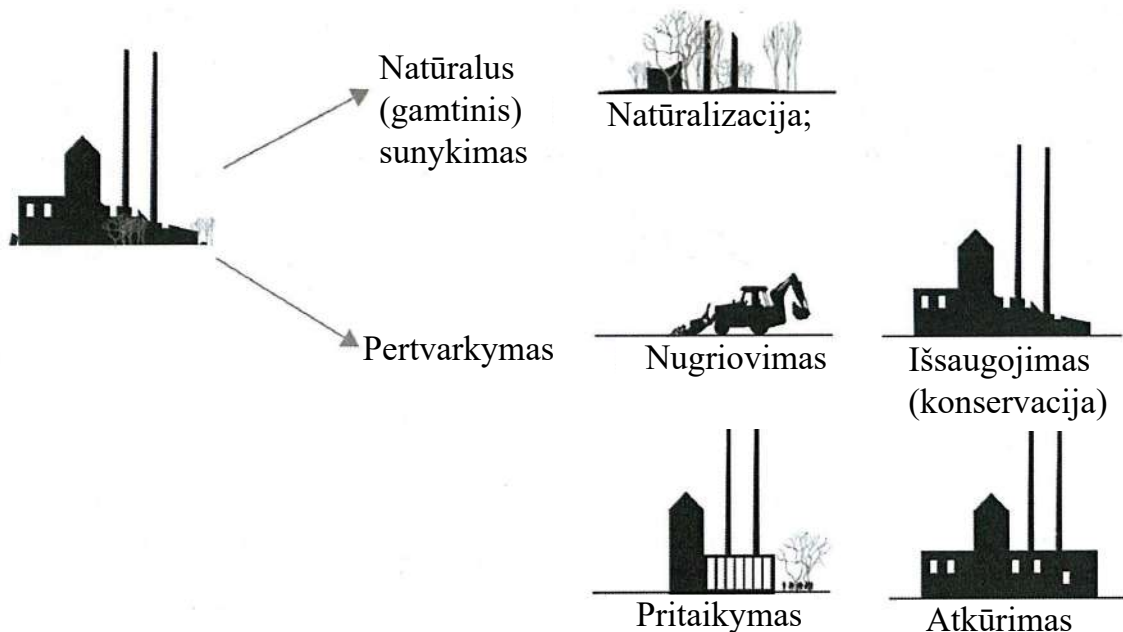 Natūralus
(gamtinis)
sunykimas
Natūralizacija;
Pertvarkymas
Nugriovimas
Išsaugojimas
(konservacija)
Pritaikymas
Atkūrimas